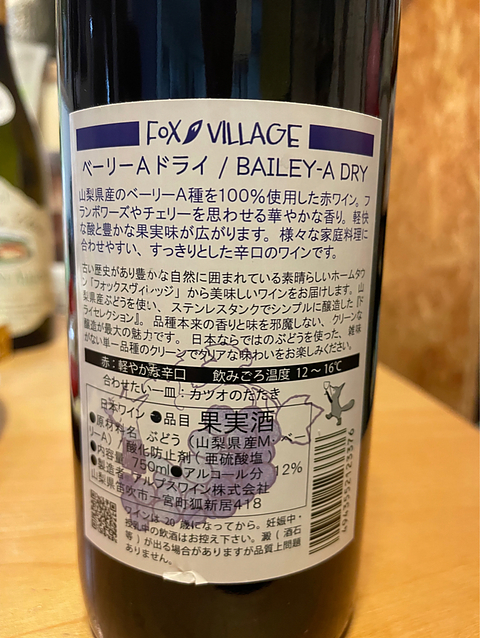 FOX VILLAGE
ベーリーAドライ / BAILEY-A DRY
山梨県産のベーリーA種を100%使用した赤ワイン。フ
ランボワーズやチェリーを思わせる華やかな香り。軽快
な酸と豊かな果実味が広がります。様々な家庭料理に
合わせやすい、すっきりとした辛口のワインです。
古い歴史があり豊かな自然に囲まれている素晴らしいホームタウ
ン「フォックスヴィレッジ」から美味しいワインをお届けします。山
梨県産ぶどうを使い、ステンレスタンクでシンプルに醸造した『ド
ライセレクション』。品種本来の香りと味を邪魔しない、クリーンな
醸造が最大の魅力です。日本ならではのぶどうを使った、雑味
がない単一品種のクリーンでクリアな味わいをお楽しみください。
赤：軽やかな辛口 飲みごろ温度 12～16℃
合わせたい一皿：カツオのたたき
日本ワイン ●品目 果実酒
●原材料名 ぶどう（山梨県産M・ベ
リーA） 酸化防止剤（亜硫酸塩
●内容量 750ml ●アルコール分 12%
●製造者 アルプスワイン株式会社
山梨県笛吹市一宮町狐新居418
ワインは20歳になってから。妊娠中・
授乳中の飲酒はお控え下さい。澱（酒石
等）が出る場合がありますが品質上問題
ありません。
4943552123376